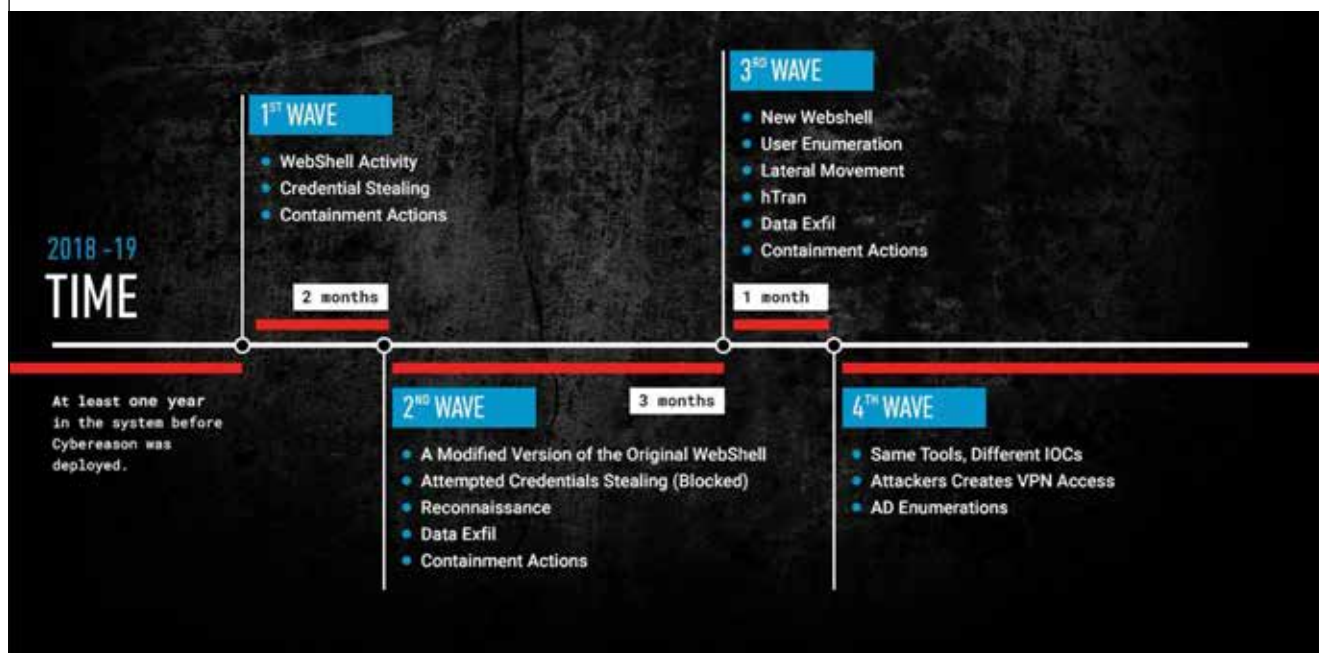 2018 -19
TIME
At least one year
in the system before
Cybereason was
deployed.
1ST WAVE
WebShell Activity
Credential Stealing
Containment Actions
2 months
2ND WAVE
A Modified Version of the Original WebShell
Attempted Credentials Stealing (Blocked)
Reconnaissance
Data Exfil
Containment Actions
3 months
3RD WAVE
New Webshell
User Enumeration
Lateral Movement
hTran
Data Exfil
Containment Actions
1 month
4TH WAVE
Same Tools, Different IOCs
Attackers Creates VPN Access
AD Enumerations